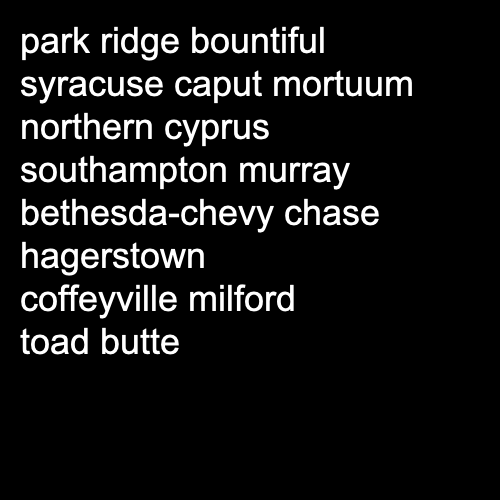 park ridge bountiful
syracuse caput mortuum
northern cyprus
southampton murray
bethesda-chevy chase
hagerstown
coffeyville milford
toad butte